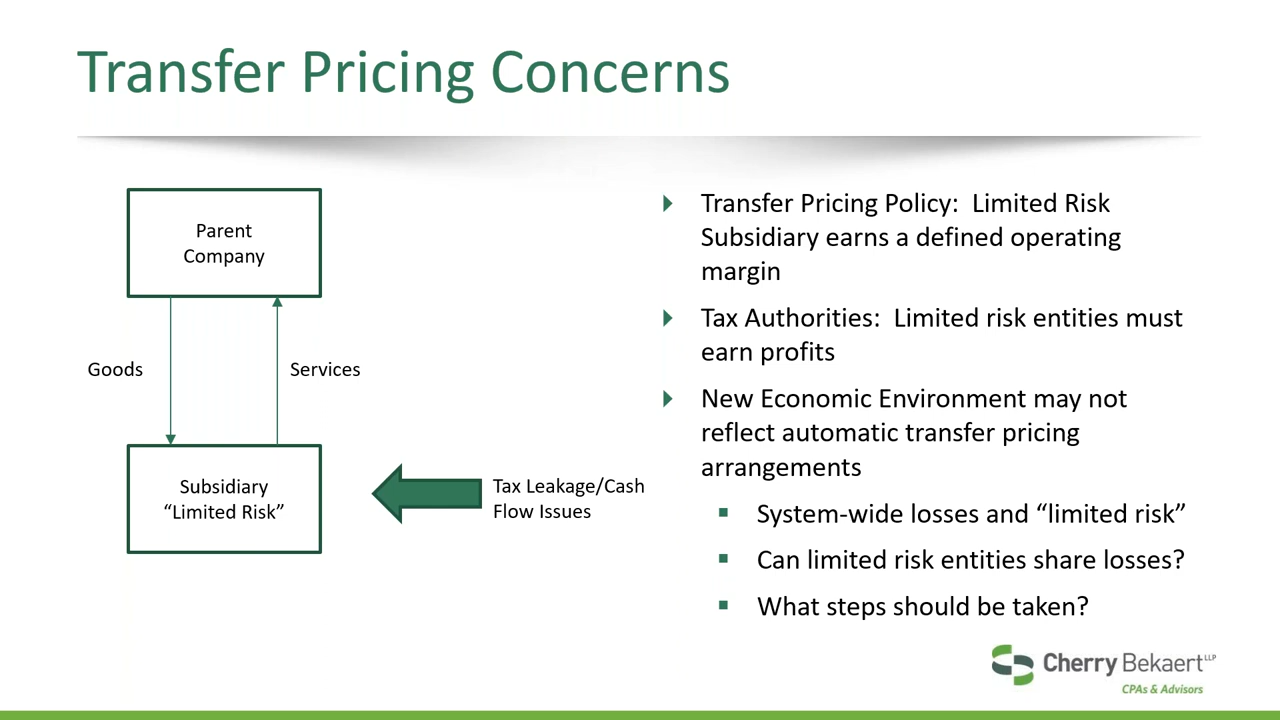 Transfer Pricing Concerns
Parent
Company
Goods
Services
Subsidiary
“Limited Risk”
Tax Leakage/Cash
Flow Issues
Transfer Pricing Policy:  Limited Risk
Subsidiary earns a defined operating
margin
Tax Authorities:  Limited risk entities must
earn profits
New Economic Environment may not
reflect automatic transfer pricing
arrangements
System-wide losses and “limited risk”
Can limited risk entities share losses?
What steps should be taken?
Cherry Bekaert LLP
CPAs & Advisors